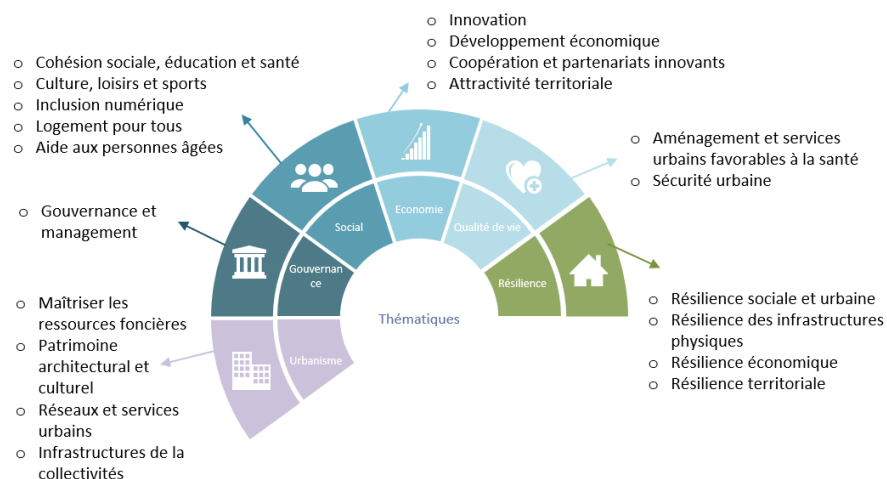 o Innovation
o Développement économique
o Coopération et partenariats innovants
o Attractivité territoriale
o Cohésion sociale, éducation et santé
o Culture, loisirs et sports
o Inclusion numérique
o Logement pour tous
o Aide aux personnes âgées
o Aménagement et services
urbains favorables à la santé
o Sécurité urbaine
o Gouvernance et
management
o Maîtriser les
ressources foncières
o Patrimoine
architectural et
culturel
o Réseaux et services
urbains
o Infrastructures de la
collectivités
o Résilience sociale et urbaine
o Résilience des infrastructures
physiques
o Résilience économique
o Résilience territoriale
Urbanisme
Gouvernan
ce
Social
Economie
Qualité de vie
Résilience
Thématiques